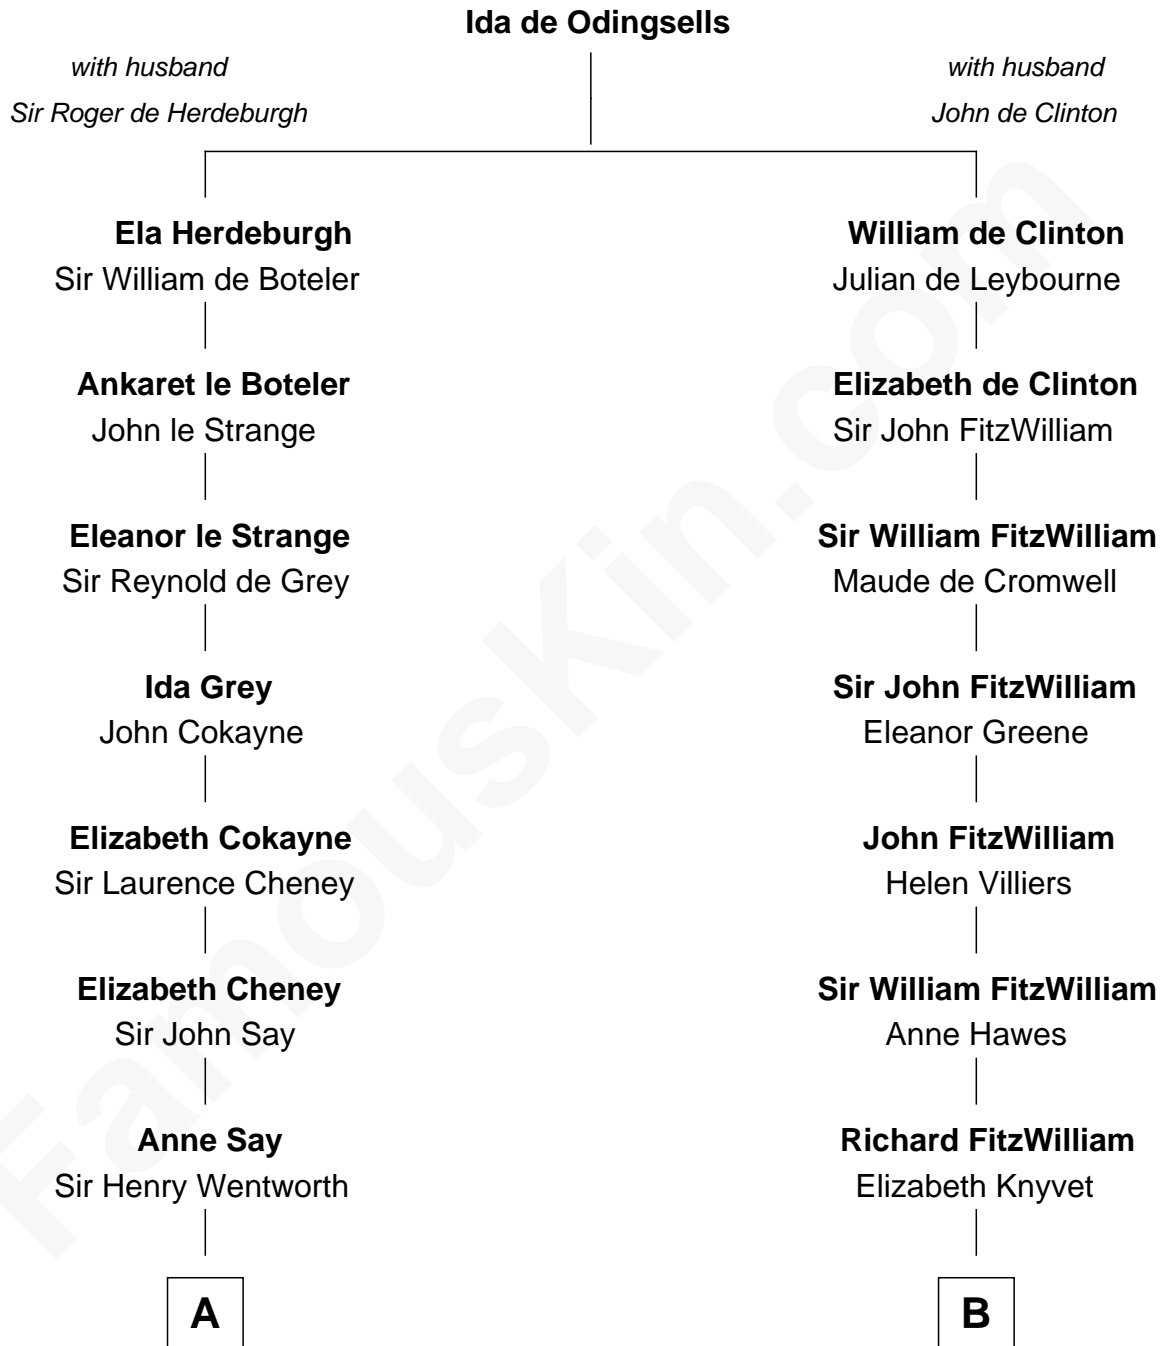 Ida de Odingsells
with husband
Sir Roger de Herdeburgh
with husband
John de Clinton
Ela Herdeburgh
Sir William de Boteler
William de Clinton
Julian de Leybourne
Ankaret le Boteler
John le Strange
Elizabeth de Clinton
Sir John FitzWilliam
Eleanor le Strange
Sir Reynold de Grey
Sir William FitzWilliam
Maude de Cromwell
Ida Grey
John Cokayne
Sir John FitzWilliam
Eleanor Greene
Elizabeth Cokayne
Sir Laurence Cheney
John FitzWilliam
Helen Villiers
Elizabeth Cheney
Sir John Say
Sir William FitzWilliam
Anne Hawes
Anne Say
Sir Henry Wentworth
Richard FitzWilliam
Elizabeth Knyvet
A
B
FamousKin.com